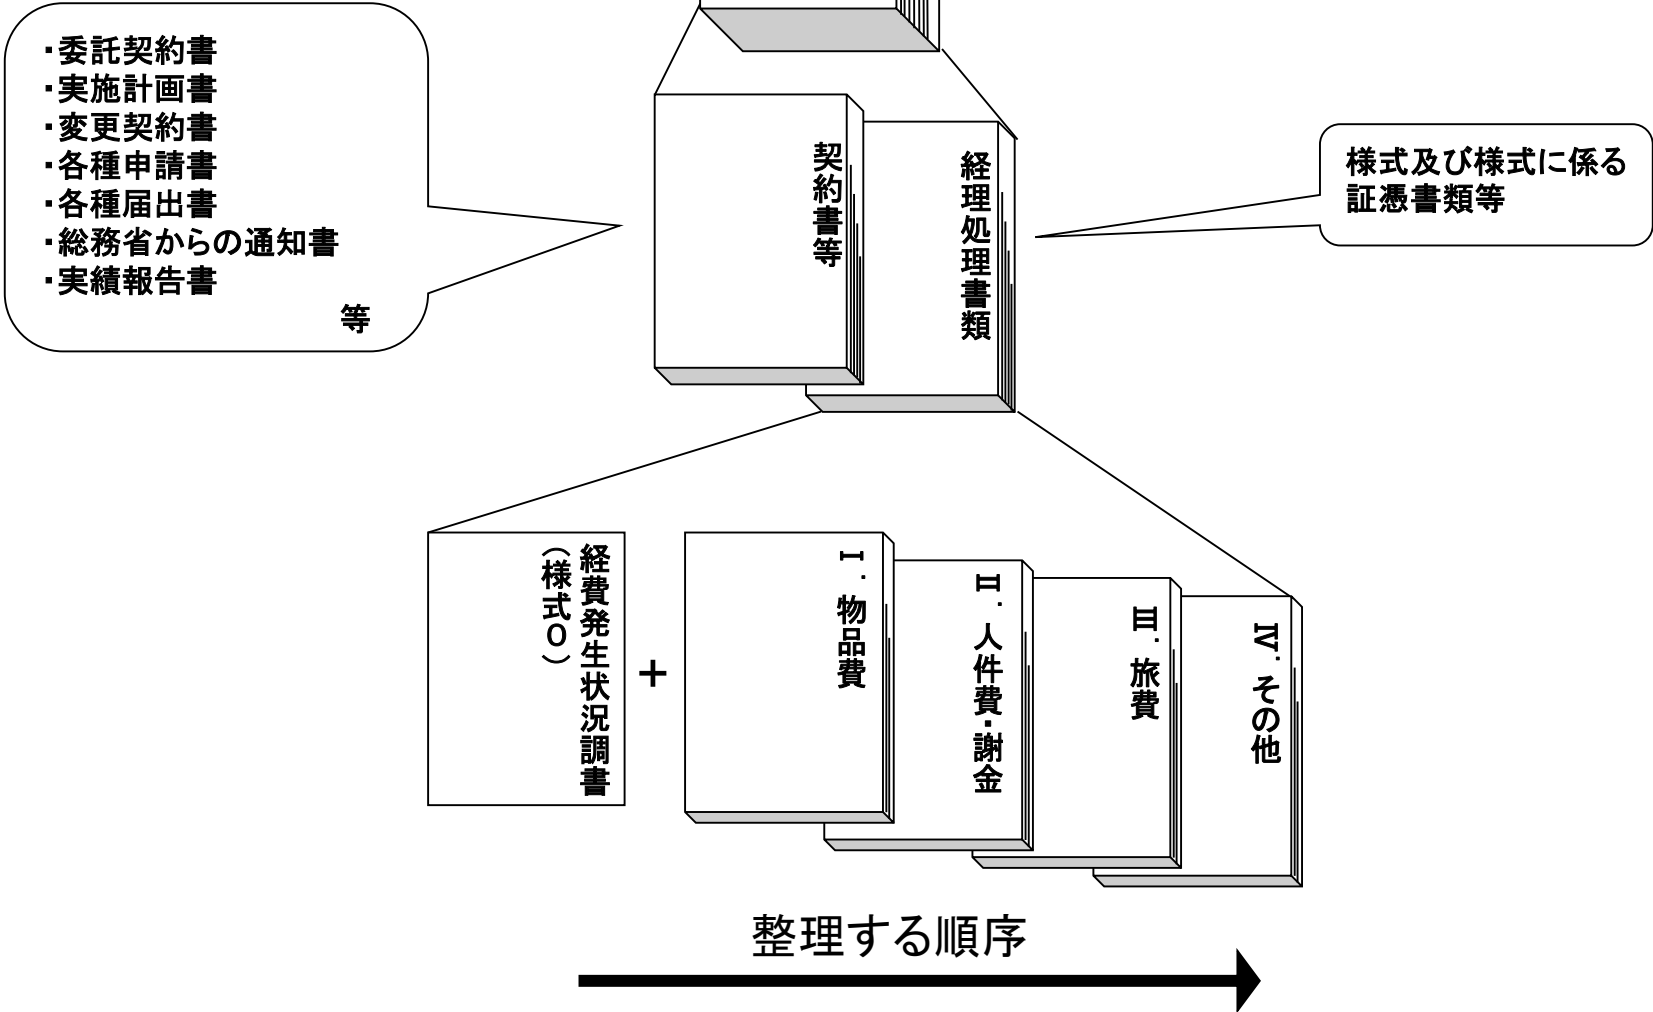 ・委託契約書
・実施計画書
・変更契約書
・各種申請書
・各種届出書
・総務省からの通知書
・実績報告書
等
契約書等
経理処理書類
様式及び様式に係る
証憑書類等
経費発生状況調書
（様式０）
＋
Ⅰ．物品費
Ⅱ．人件費・謝金
Ⅲ．旅費
Ⅳ．その他
整理する順序